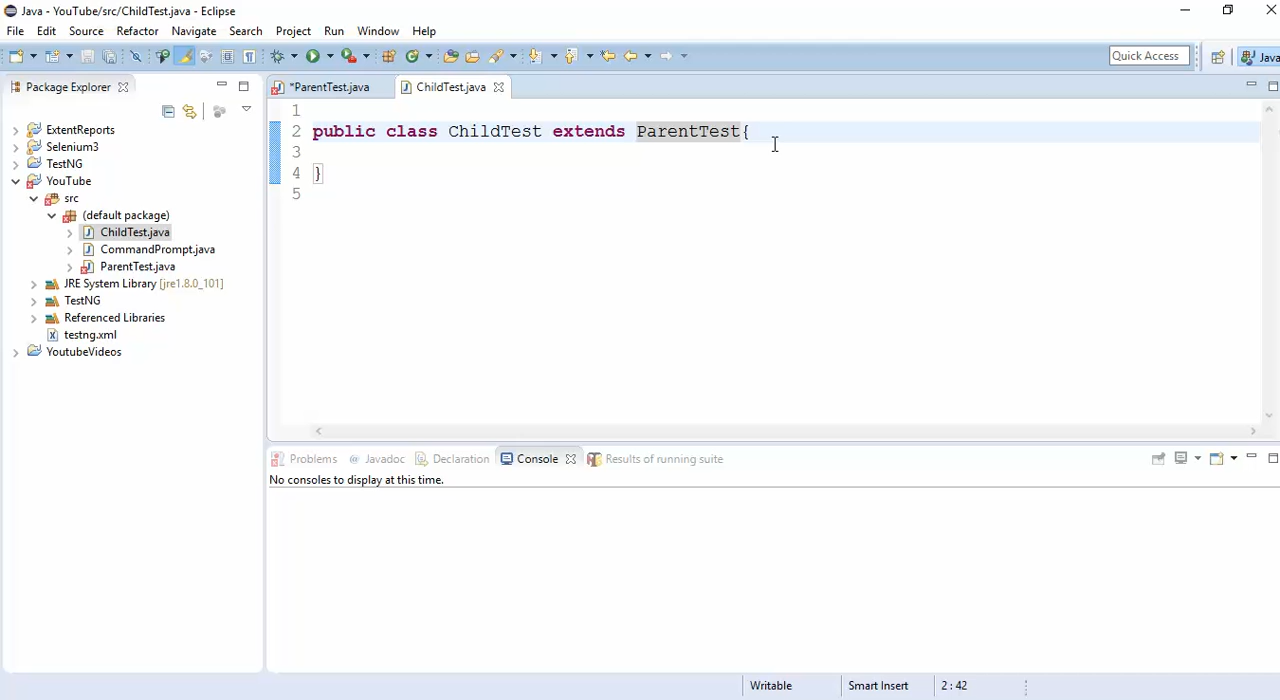 Java - YouTube/src/ChildTest.java - Eclipse
File Edit Source Refactor Navigate Search Project Run Window Help
Quick Access
Java
Package Explorer
*ParentTest.java
ChildTest.java
ExtentReports
Selenium3
TestNG
YouTube
src
(default package)
ChildTest.java
CommandPrompt.java
ParentTest.java
JRE System Library [jre1.8.0_101]
TestNG
Referenced Libraries
testng.xml
YoutubeVideos
1
2 public class ChildTest extends ParentTest{
3
4 }
5
Problems @ Javadoc Declaration Console Results of running suite
No consoles to display at this time.
Writable Smart Insert 2 : 42